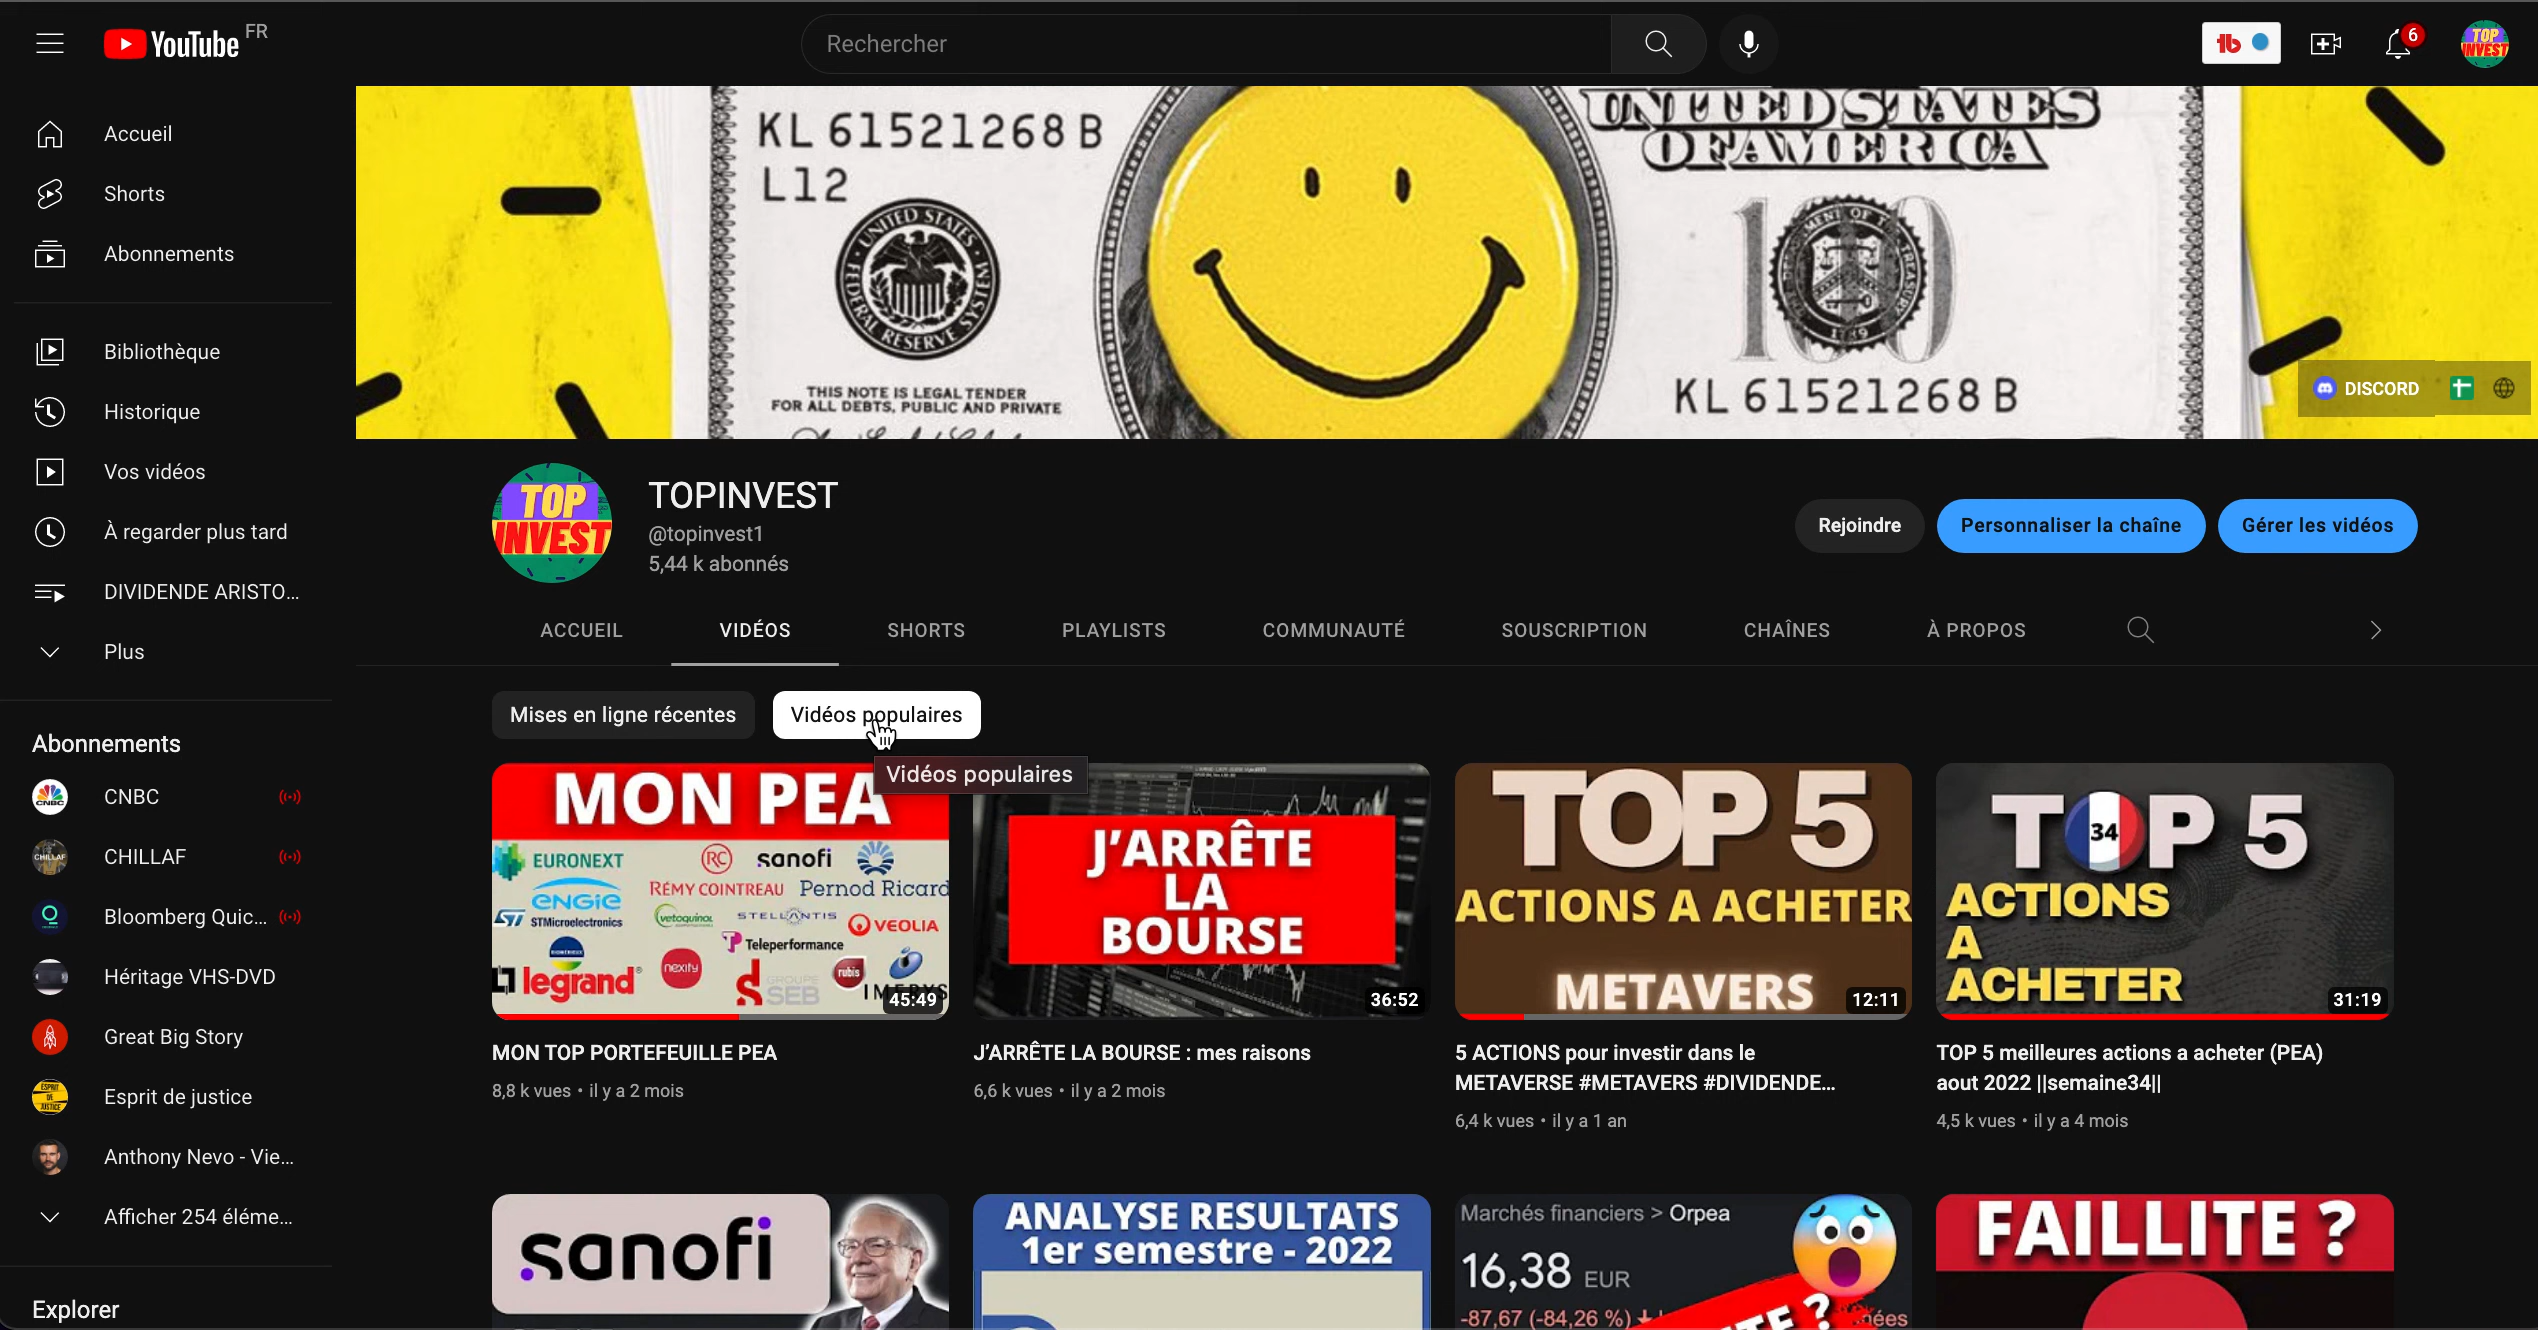 YouTube FR
Rechercher
6
TOP
INVEST
Accueil
Shorts
Abonnements
Bibliothèque
Historique
Vos vidéos
À regarder plus tard
DIVIDENDE ARISTO...
Plus
Abonnements
CNBC
CHILLAF
Bloomberg Quic...
Héritage VHS-DVD
Great Big Story
Esprit de justice
Anthony Nevo - Vie...
Afficher 254 éléme...
Explorer
KL 61521268 B
L12
UNITED STATES
FEDERAL RESERVE SYSTEM
THIS NOTE IS LEGAL TENDER
FOR ALL DEBTS, PUBLIC AND PRIVATE
UNITED STATES
OF AMERICA
100
KL 61521268 B
DISCORD
TOP
INVEST
TOPINVEST
@topinvest1
5,44 k abonnés
Rejoindre
Personnaliser la chaîne
Gérer les vidéos
ACCUEIL
VIDÉOS
SHORTS
PLAYLISTS
COMMUNAUTÉ
SOUSCRIPTION
CHAÎNES
À PROPOS
Mises en ligne récentes
Vidéos populaires
Vidéos populaires
MON PEA
EURONEXT
RC
sanofi
RÉMY COINTREAU
Pernod Ricard
ENGIE
STMicroelectronics
vetoquinol
STELLANTIS
VEOLIA
Teleperformance
legrand
nexity
GROUPE
SEB
rubis
IMERYS
45:49
MON TOP PORTEFEUILLE PEA
8,8 k vues • il y a 2 mois
J'ARRÊTE
LA
BOURSE
36:52
J'ARRÊTE LA BOURSE : mes raisons
6,6 k vues • il y a 2 mois
TOP 5
ACTIONS A ACHETER
METAVERS
12:11
5 ACTIONS pour investir dans le
METAVERSE #METAVERS #DIVIDENDE...
6,4 k vues • il y a 1 an
TOP 5
34
ACTIONS
A
ACHETER
31:19
TOP 5 meilleures actions a acheter (PEA)
aout 2022 ||semaine34||
4,5 k vues • il y a 4 mois
sanofi
ANALYSE RESULTATS
1er semestre - 2022
Marchés financiers > Orpea
16,38 EUR
-87,67 (-84,26 %)
FAILLITE ?